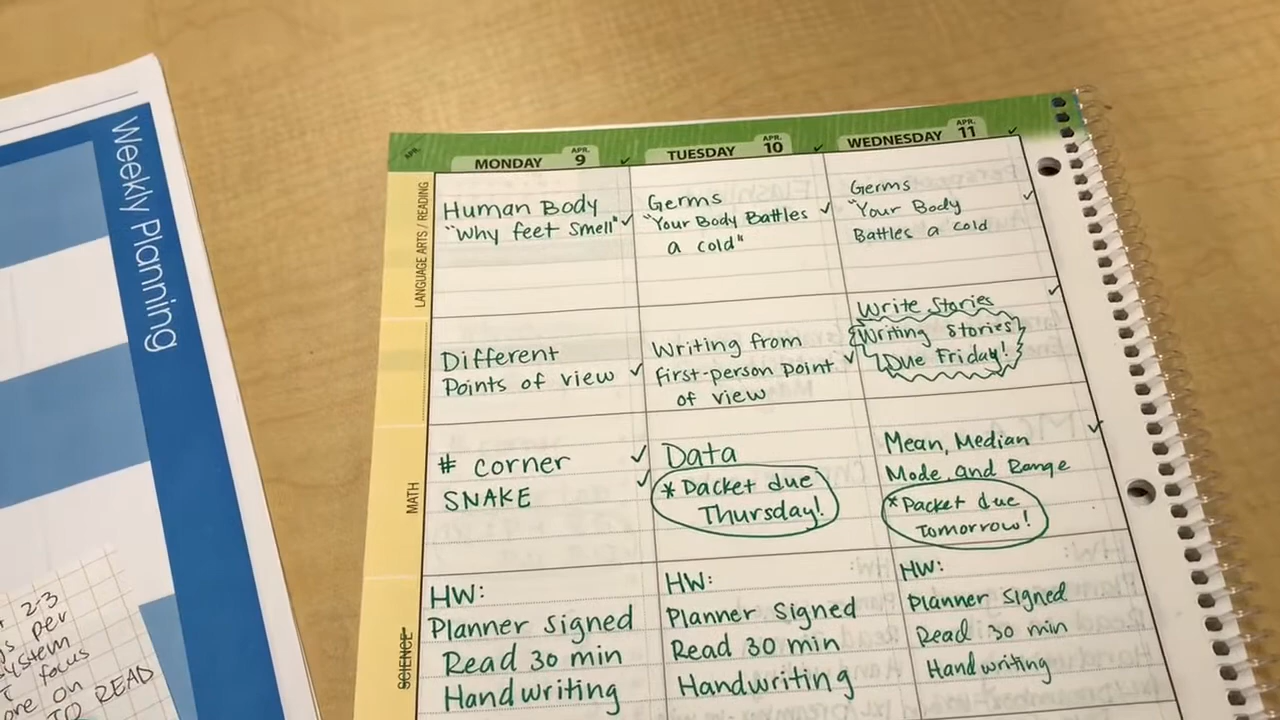 Weekly Planning
2-3
per
system
focus
on
TO READ
APR.
MONDAY APR. 9
TUESDAY APR. 10
WEDNESDAY APR. 11
LANGUAGE ARTS / READING
Human Body
"Why feet smell"
Germs
"Your Body Battles
a cold"
Germs
"Your Body
Battles a cold
Different
Points of view
Writing from
First-person point
of view
Write Stories
Writing Stories
Due Friday!
MATH
# corner
SNAKE
Data
* Packet due
Thursday!
Mean, Median
Mode, and Range
* Packet due
Tomorrow!
SCIENCE
HW:
Planner signed
Read 30 min
Handwriting
HW:
Planner signed
Read 30 min
Handwriting
HW:
Planner signed
Read 30 min
Handwriting